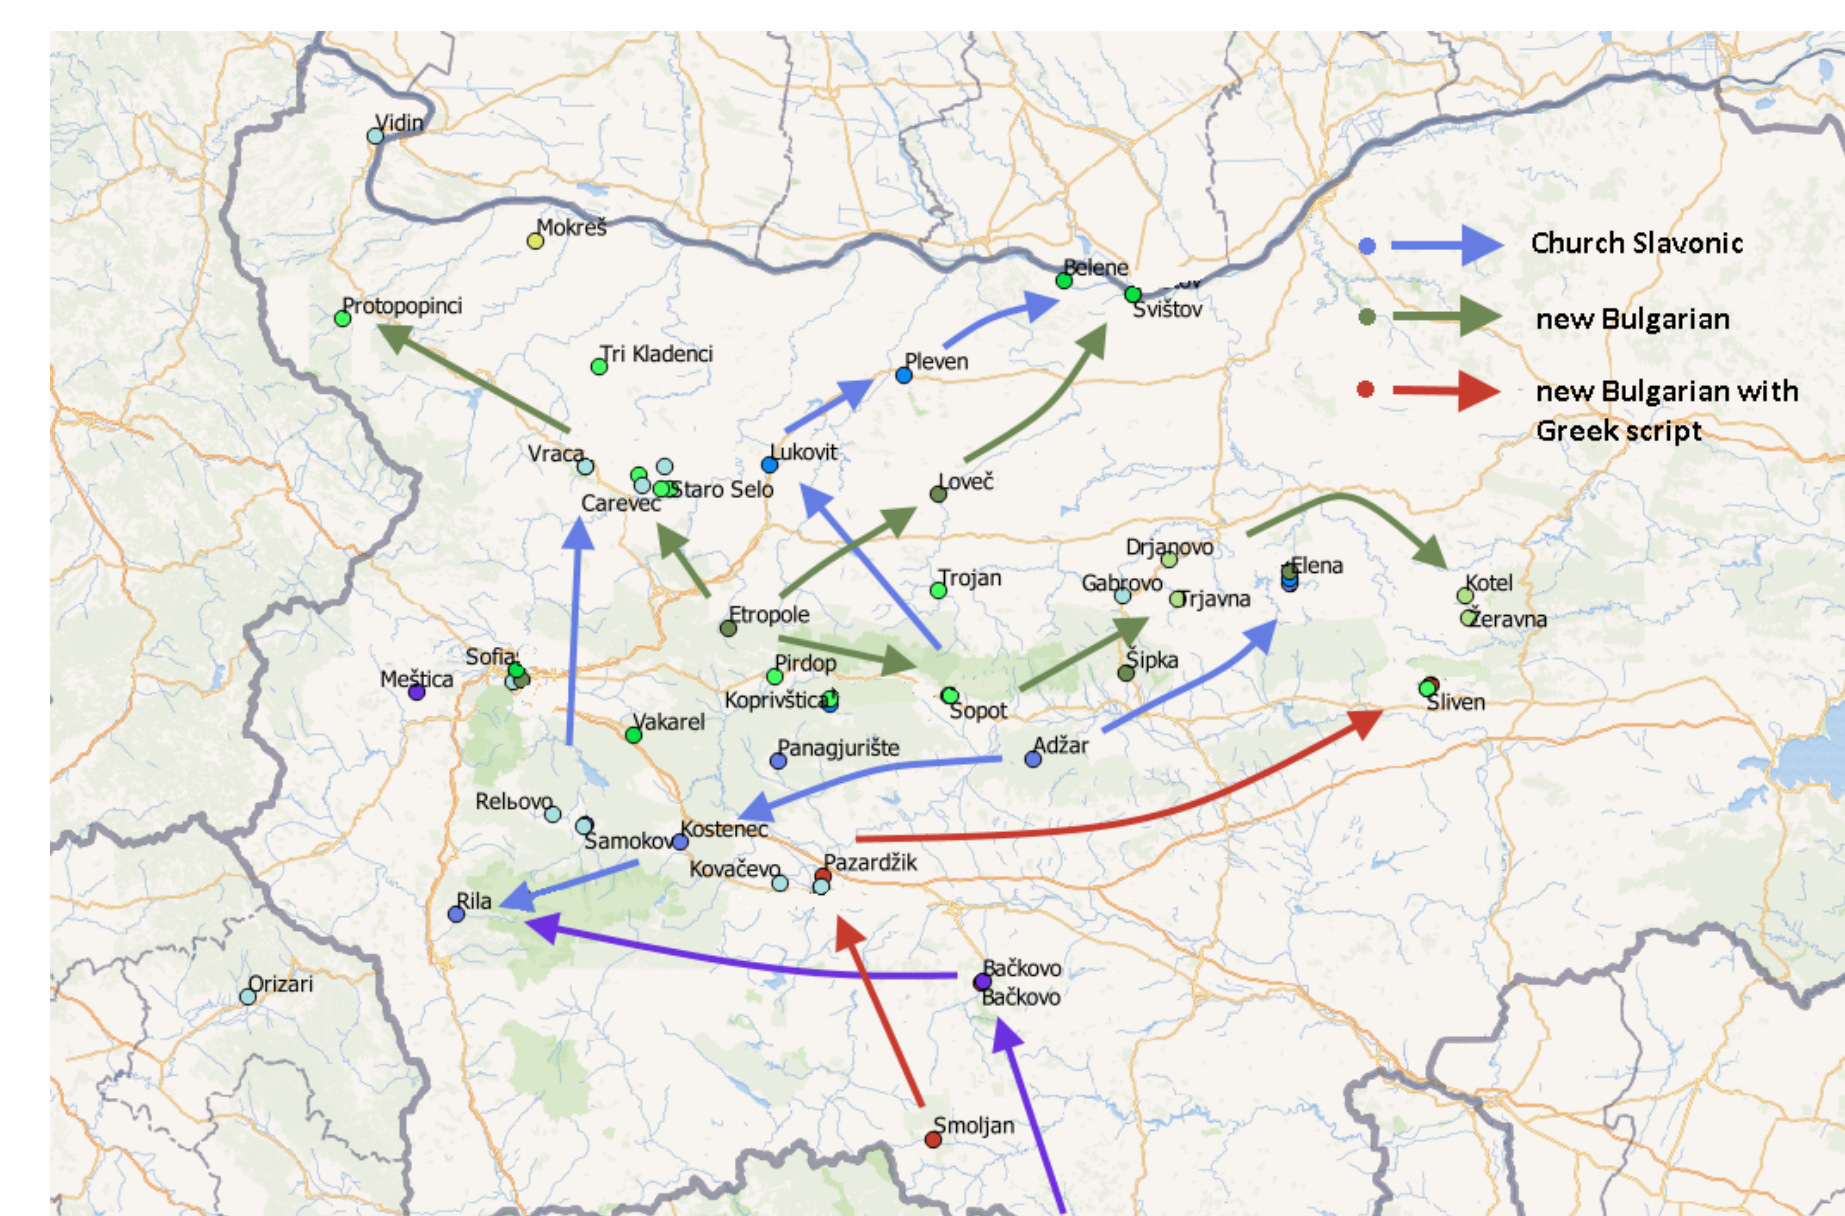 Vidin
Mokreš
Church Slavonic
Belene
Svištov
Protopopinci
new Bulgarian
Tri Kladenci
Pleven
new Bulgarian with
Greek script
Vraca
Lukovit
Loveč
Carevec
Staro Selo
Drjanovo
Elena
Trojan
Gabrovo
Trjavna
Kotel
Žeravna
Etropole
Sofia
Meštica
Pirdop
Šipka
Koprivštica
Sopot
Sliven
Vakarel
Panagjurište
Adžar
Relьovo
Samokov
Kostenec
Kovačevo
Pazardžik
Rila
Bačkovo
Bačkovo
Orizari
Smoljan